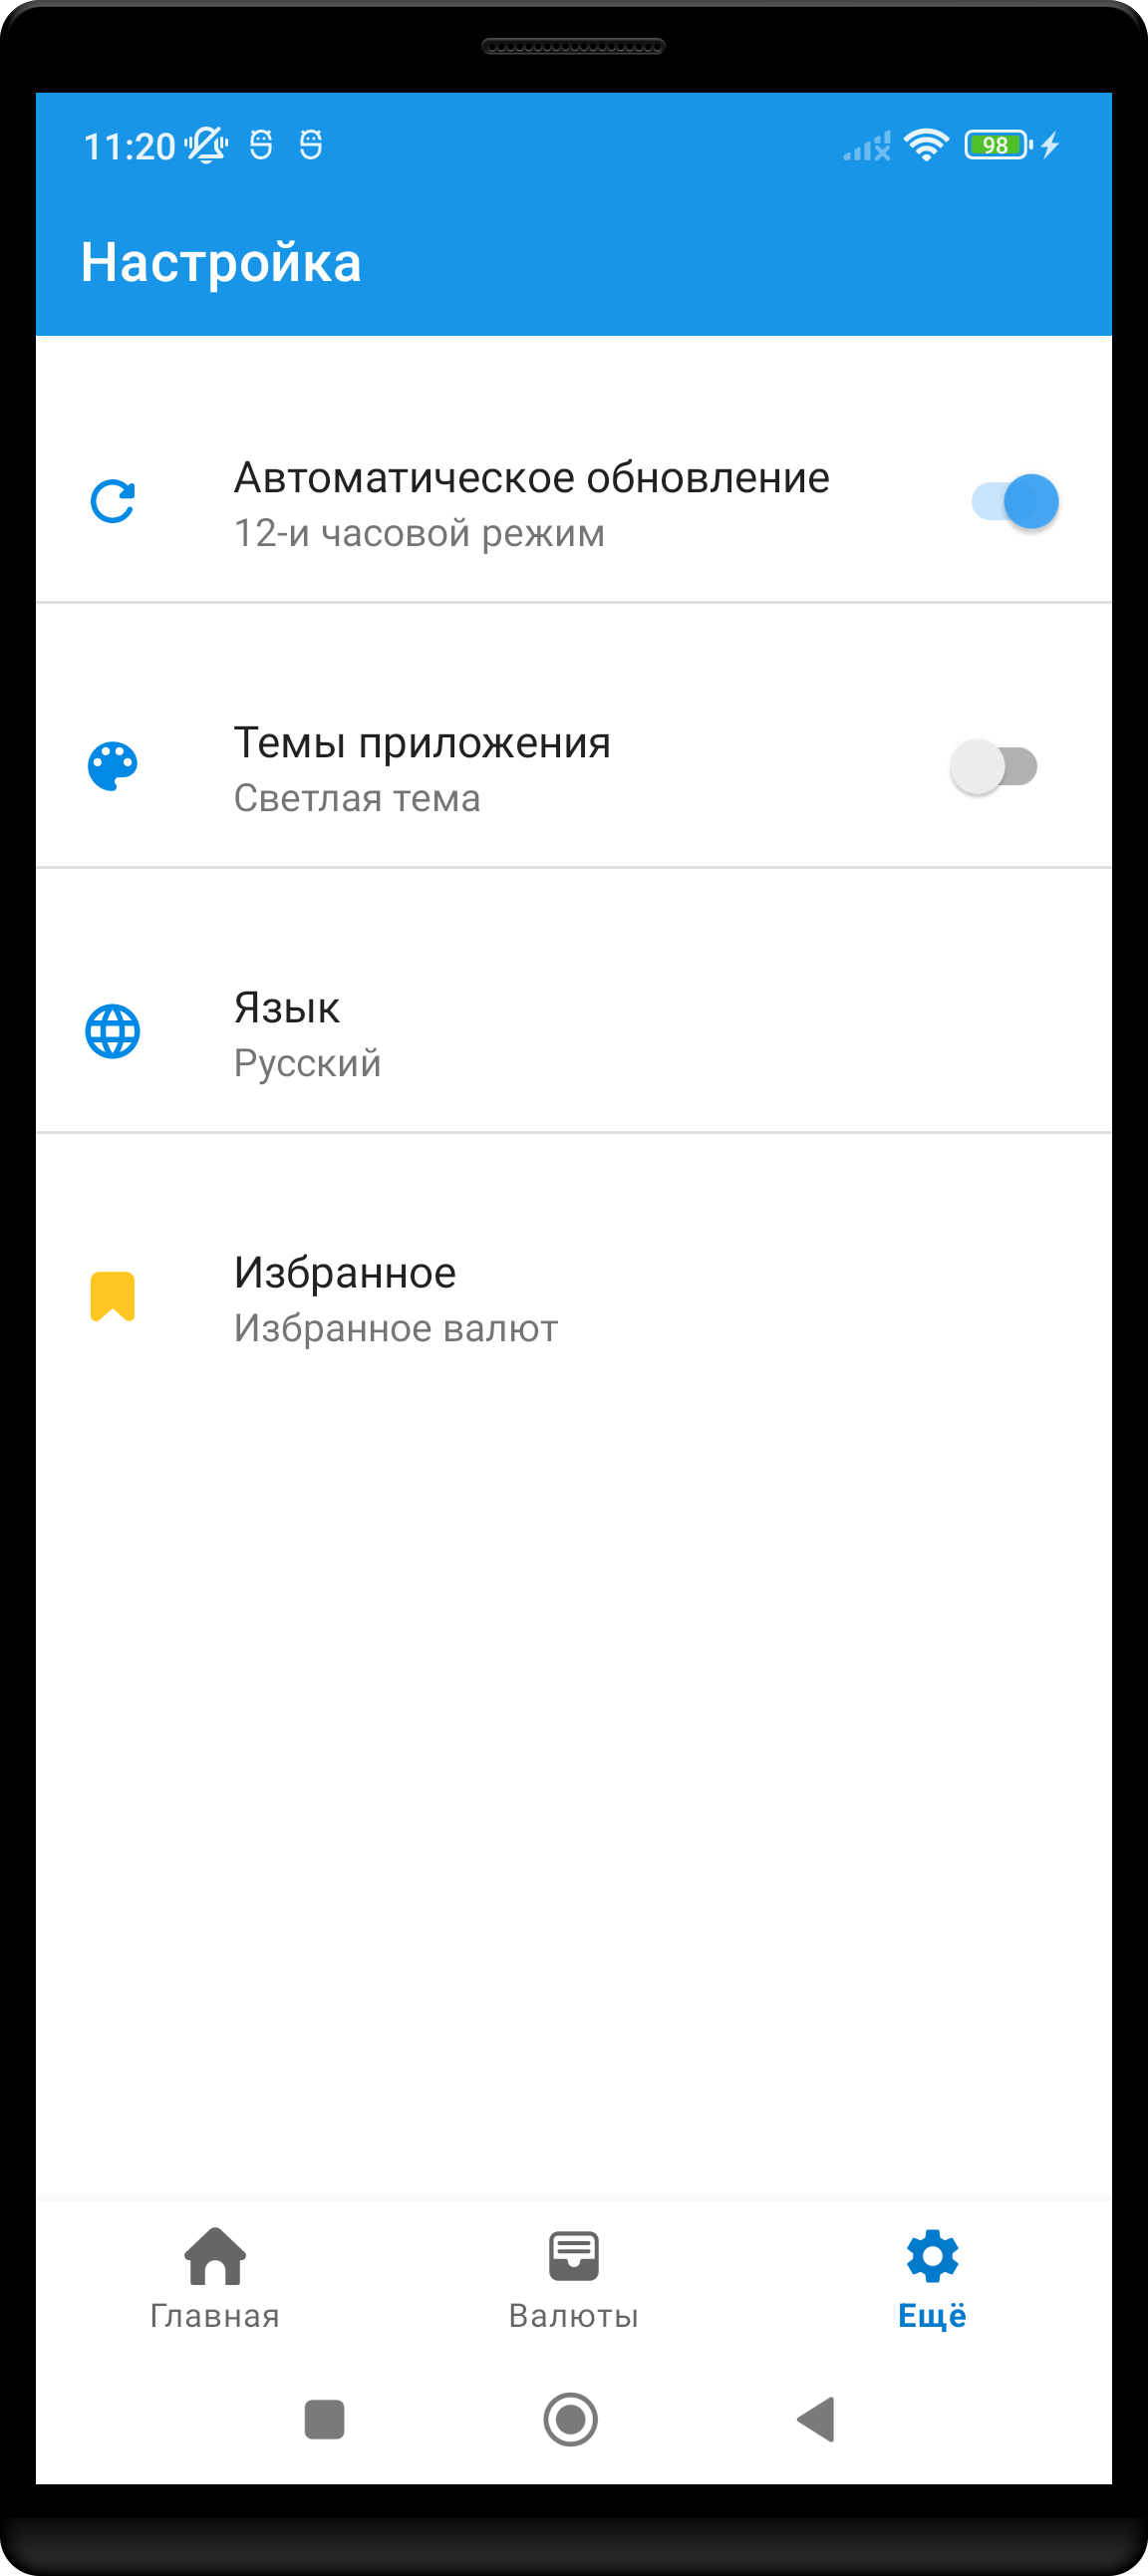 11:20
98
Настройка
Автоматическое обновление
12-и часовой режим
Темы приложения
Светлая тема
Язык
Русский
Избранное
Избранное валют
Главная
Валюты
Ещё